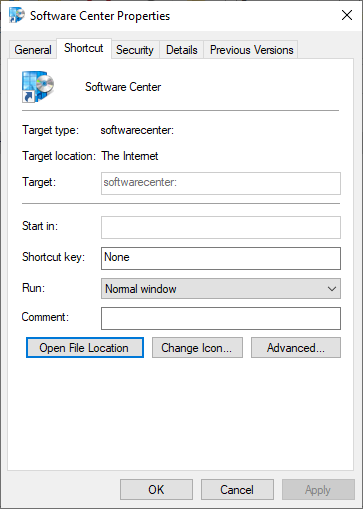 Software Center Properties
General Shortcut Security Details Previous Versions
Software Center
Target type: softwarecenter:
Target location: The Internet
Target: softwarecenter:
Start in:
Shortcut key: None
Run: Normal window
Comment:
Open File Location Change Icon... Advanced...
OK Cancel Apply